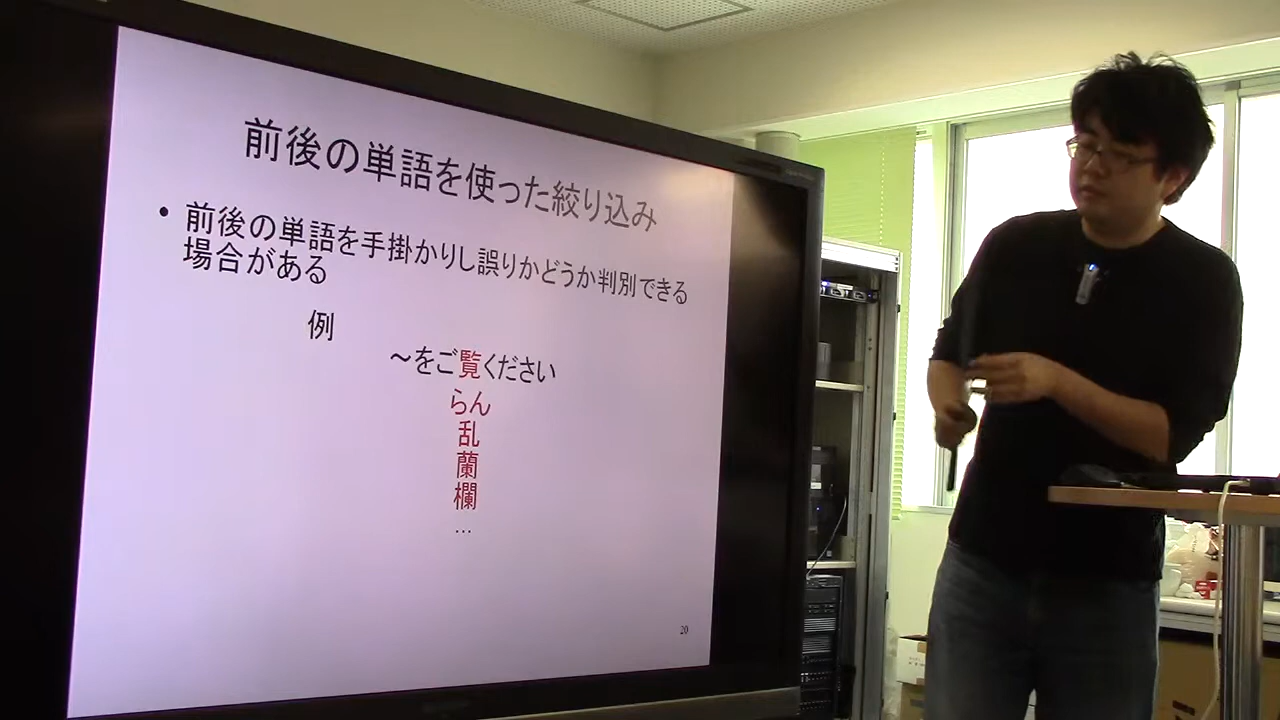 前後の単語を使った絞り込み
• 前後の単語を手掛かりし誤りかどうか判別できる
場合がある
例
～をご覧ください
らん
乱
蘭
欄
…
20